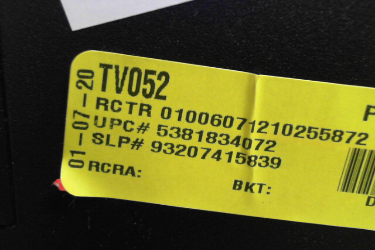 01-07-20
TV052
RCTR 01006071210255872
UPC# 5381834072
SLP# 93207415839
RCRA:
BKT: